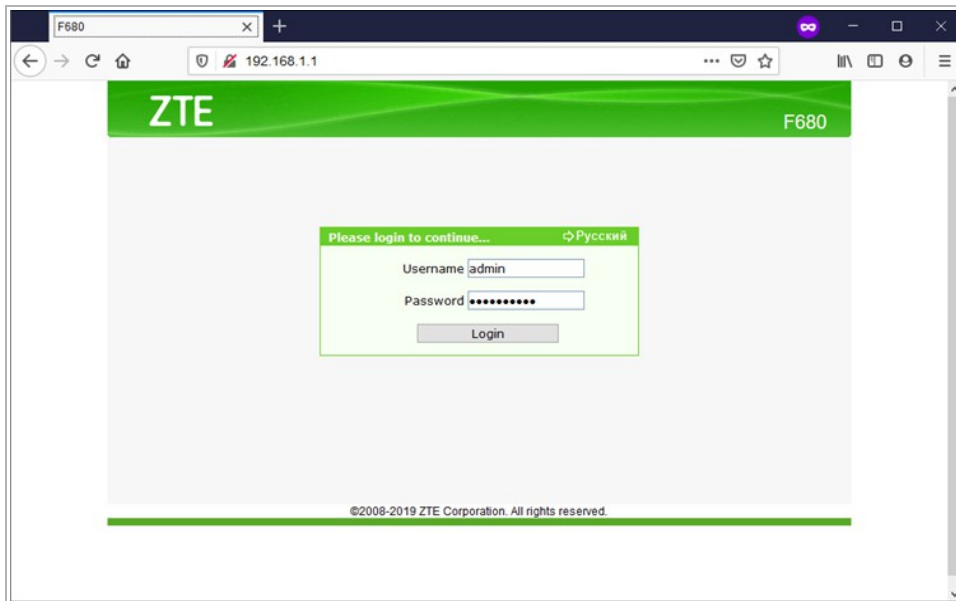 F680
192.168.1.1
ZTE
F680
Please login to continue...
Русский
Username admin
Password ••••••••••
Login
©2008-2019 ZTE Corporation. All rights reserved.